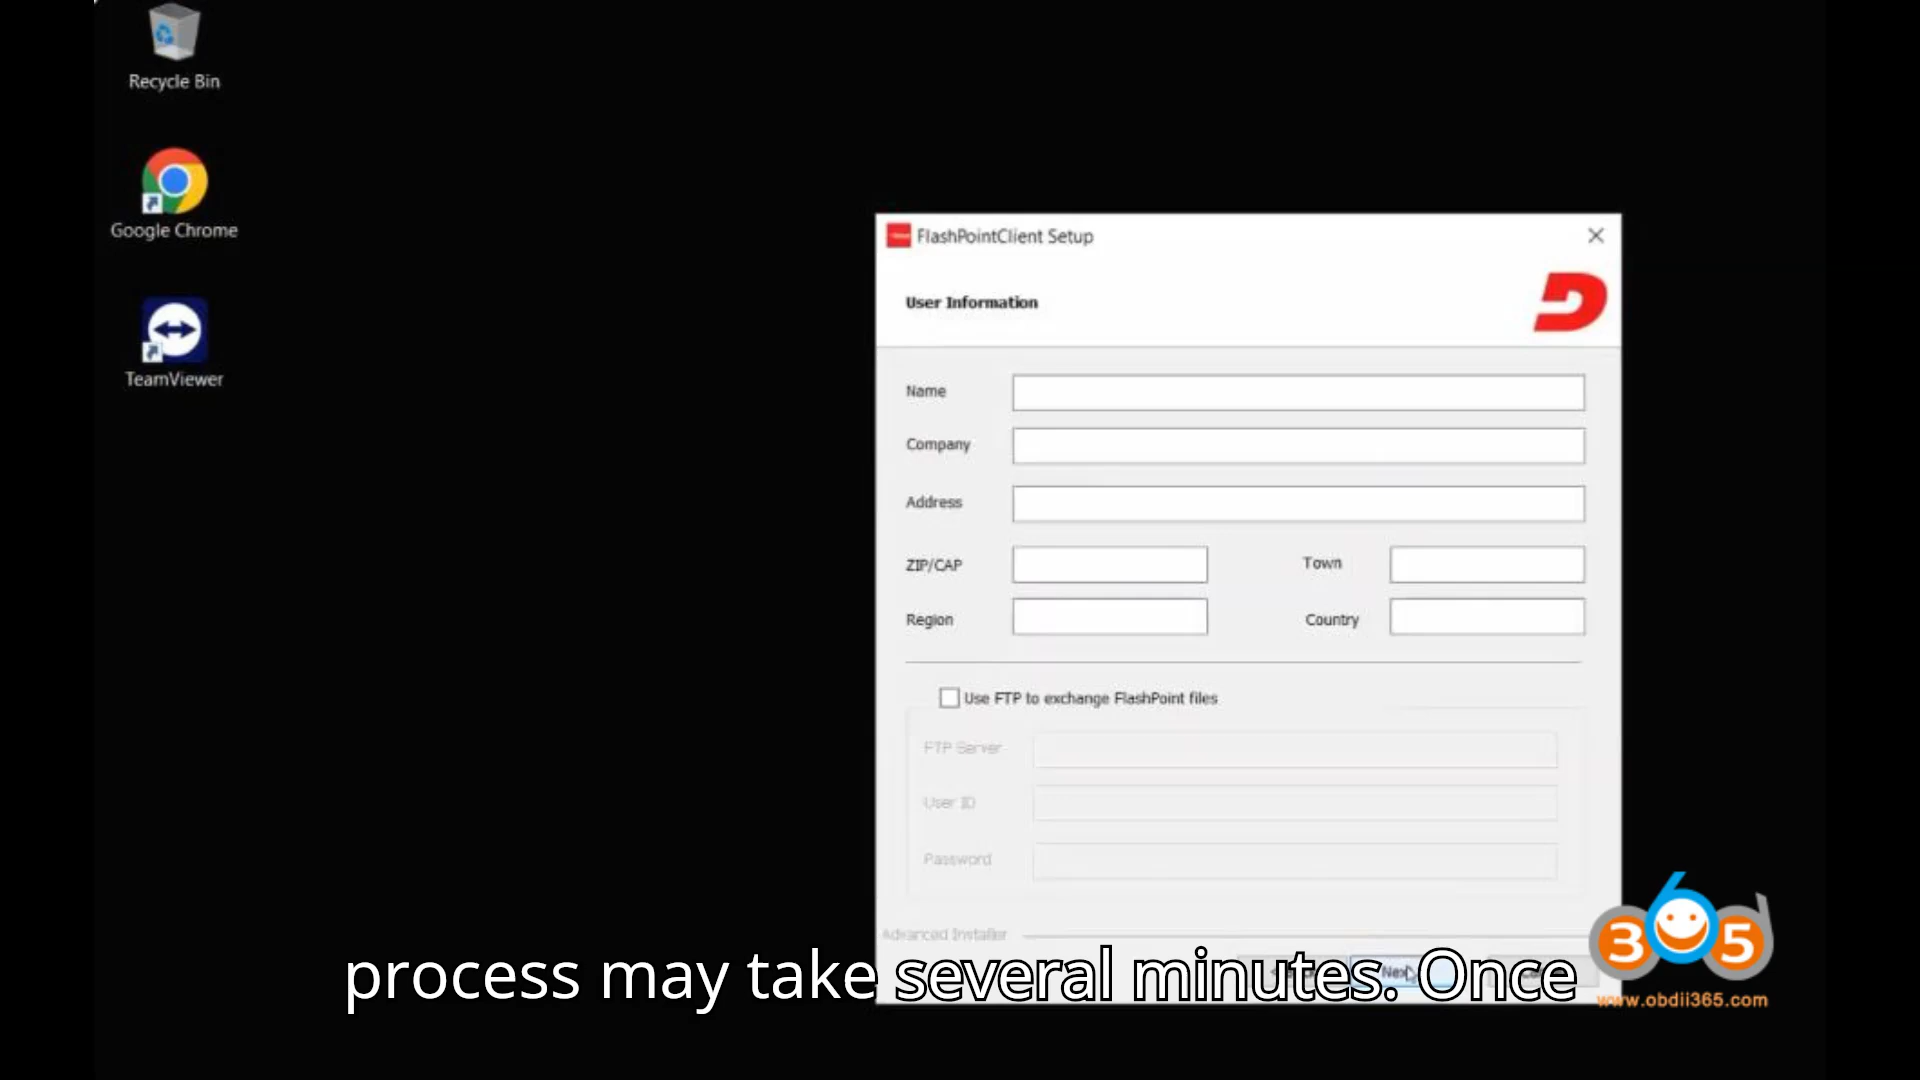 Recycle Bin
Google Chrome
TeamViewer
FlashPointClient Setup
User Information
Name
Company
Address
ZIP/CAP
Town
Region
Country
Use FTP to exchange FlashPoint files
FTP Server
User ID
Password
Advanced Installer
Next
process may take several minutes. Once
365
www.obdii365.com